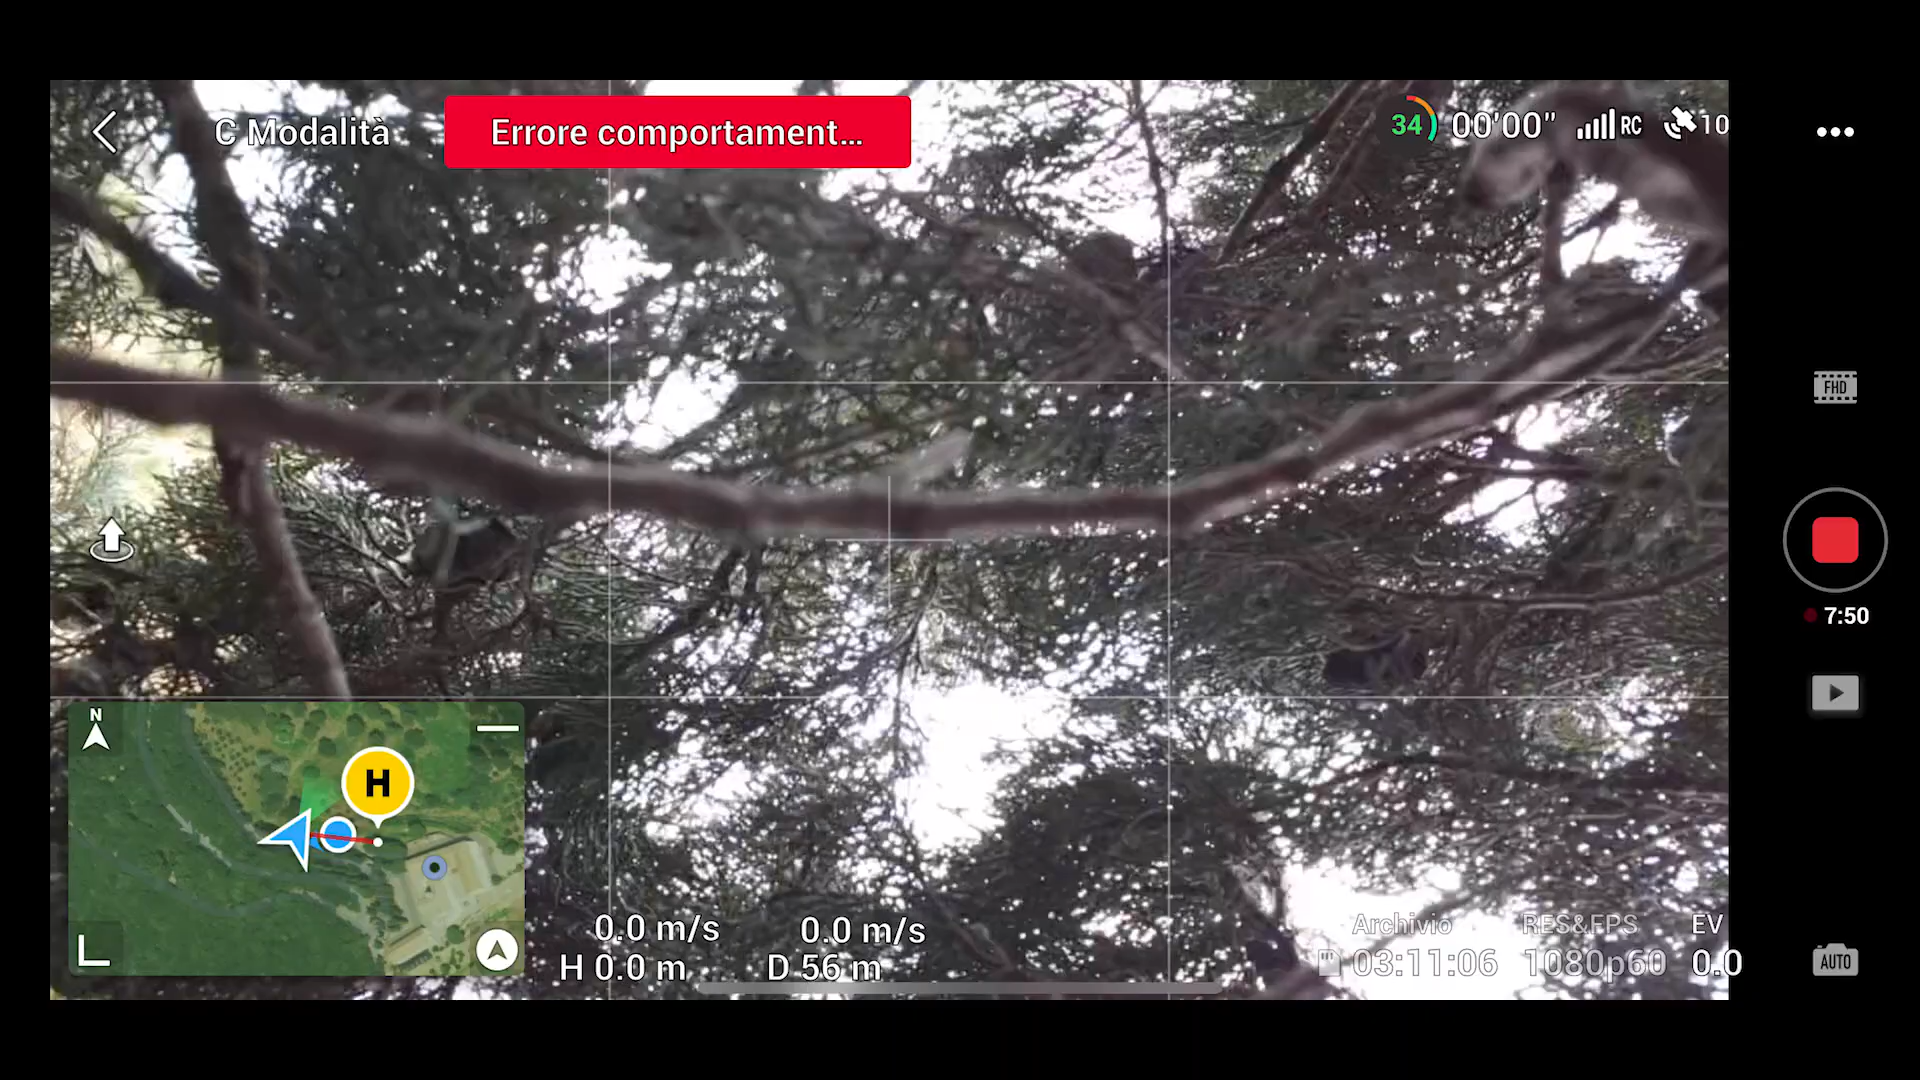 C Modalità
Errore comportament...
34
00'00"
RC
10
FHD
7:50
N
H
0.0 m/s
0.0 m/s
H 0.0 m
D 56 m
Archivio
RES&FPS
EV
03:11:06
1080p60
0.0
AUTO